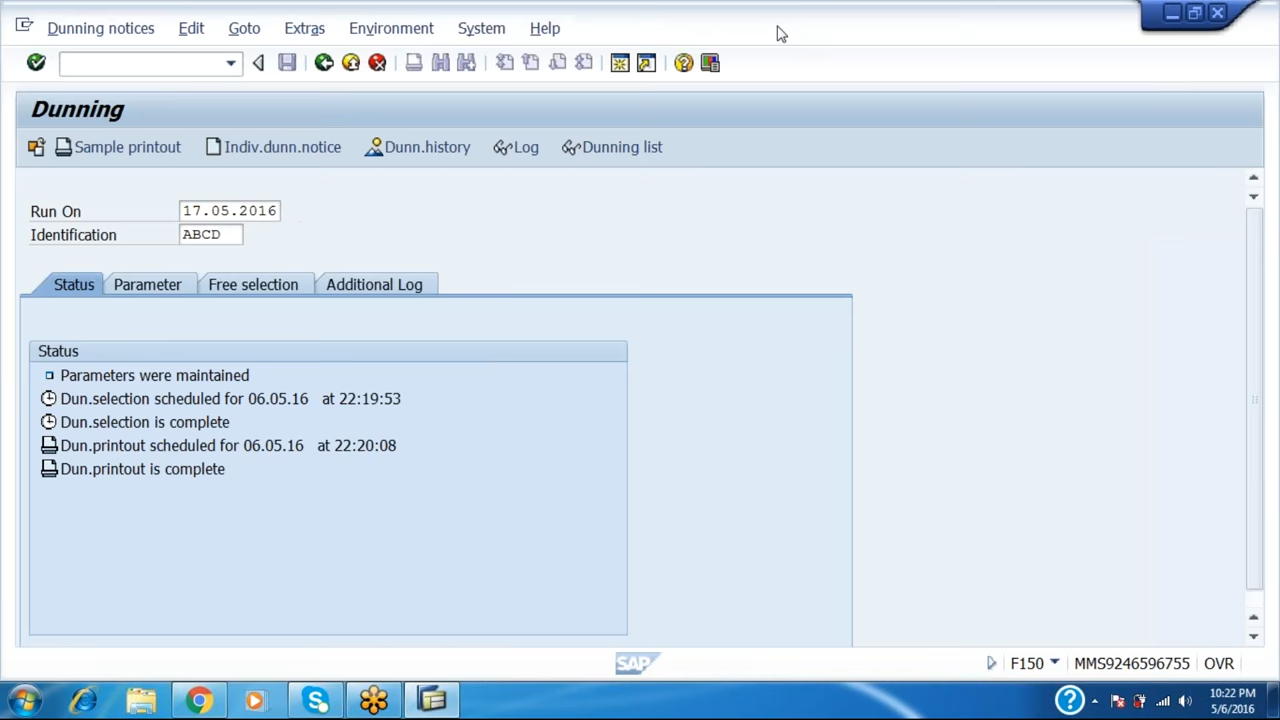 Dunning notices Edit Goto Extras Environment System Help
Dunning
Sample printout Indiv.dunn.notice Dunn.history Log Dunning list
Run On 17.05.2016
Identification ABCD
Status Parameter Free selection Additional Log
Status
Parameters were maintained
Dun.selection scheduled for 06.05.16 at 22:19:53
Dun.selection is complete
Dun.printout scheduled for 06.05.16 at 22:20:08
Dun.printout is complete
SAP F150 MMS9246596755 OVR
10:22 PM
5/6/2016